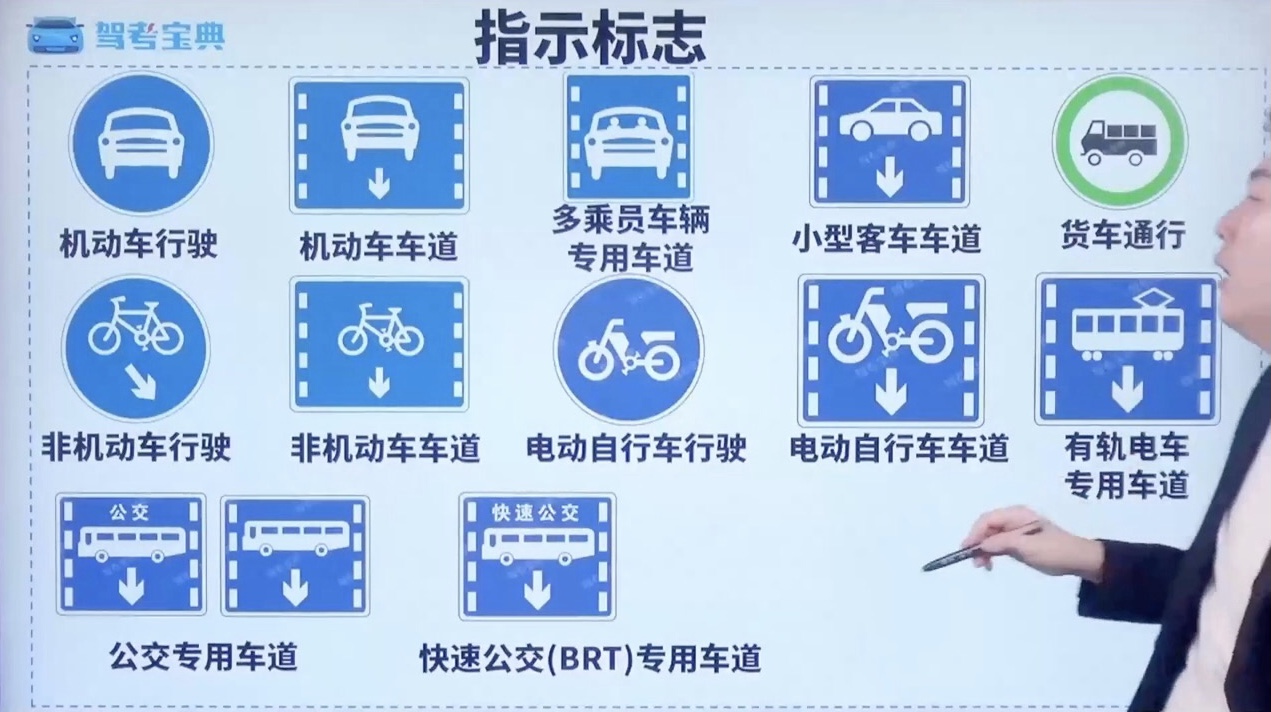 驾考宝典
指示标志
机动车行驶
机动车车道
多乘员车辆
专用车道
小型客车车道
货车通行
非机动车行驶
非机动车车道
电动自行车行驶
电动自行车车道
有轨电车
专用车道
公交
快速公交
公交专用车道
快速公交(BRT)专用车道